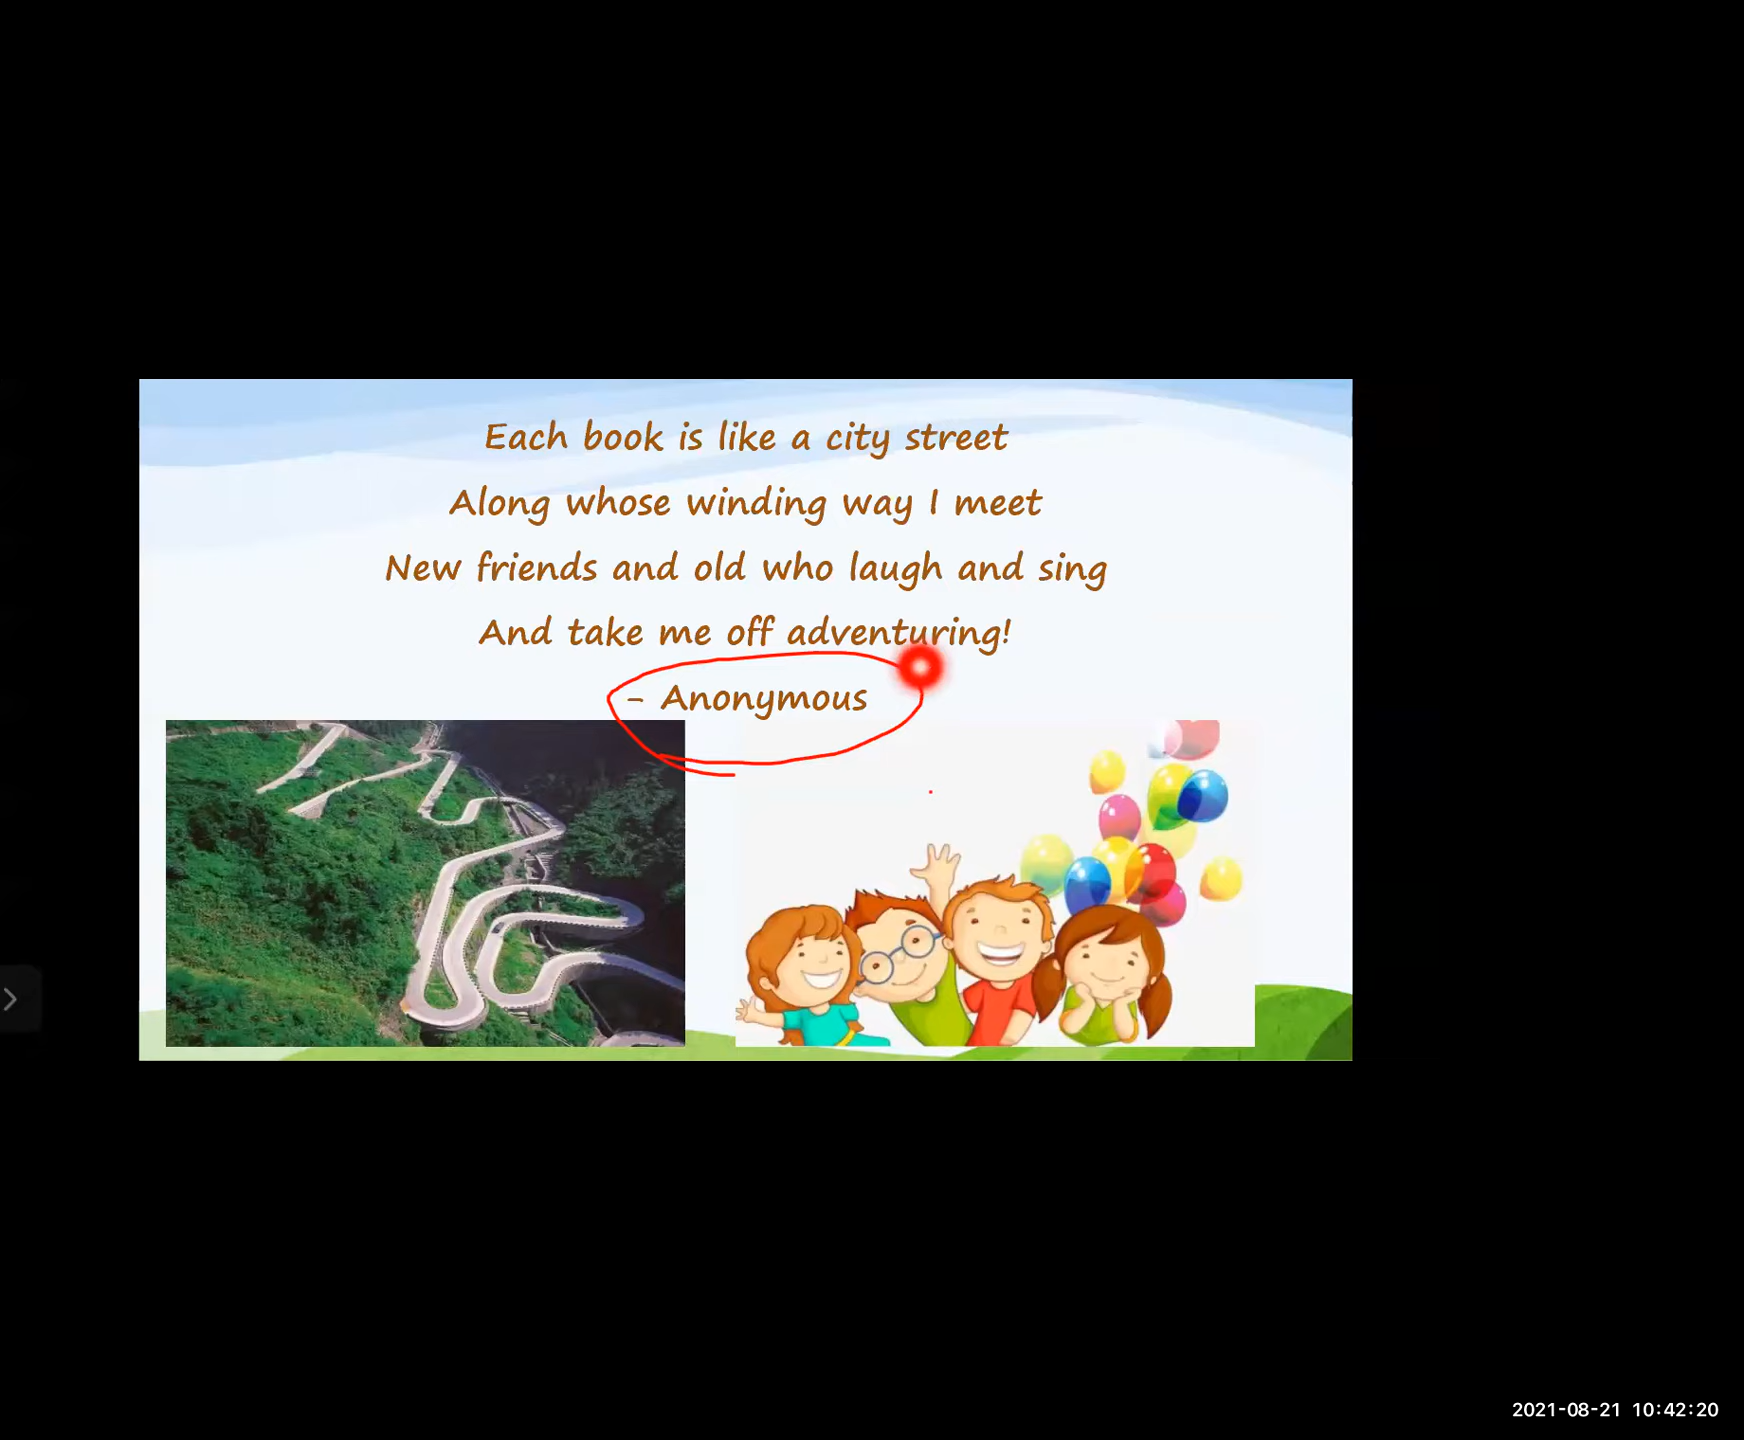 Each book is like a city street
Along whose winding way I meet
New friends and old who laugh and sing
And take me off adventuring!
- Anonymous
2021-08-21 10:42:20